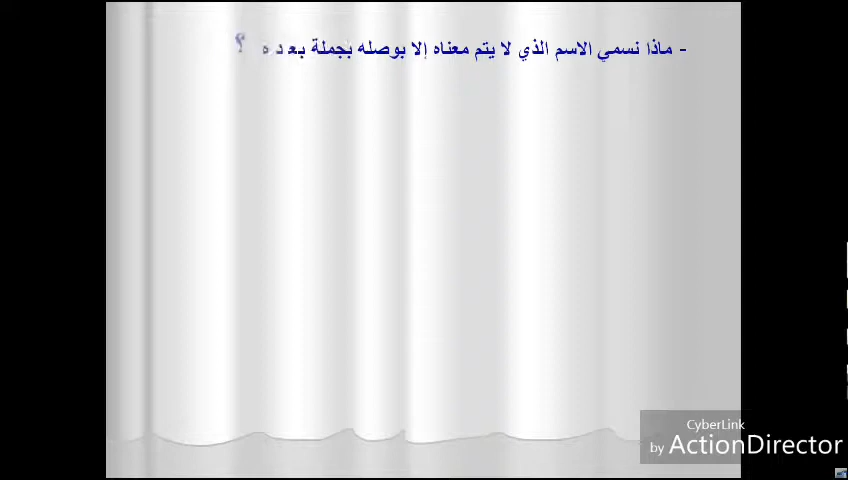 - ماذا نسمي الاسم الذي لا يتم معناه إلا بوصله بجملة بعده ؟
CyberLink
by ActionDirector